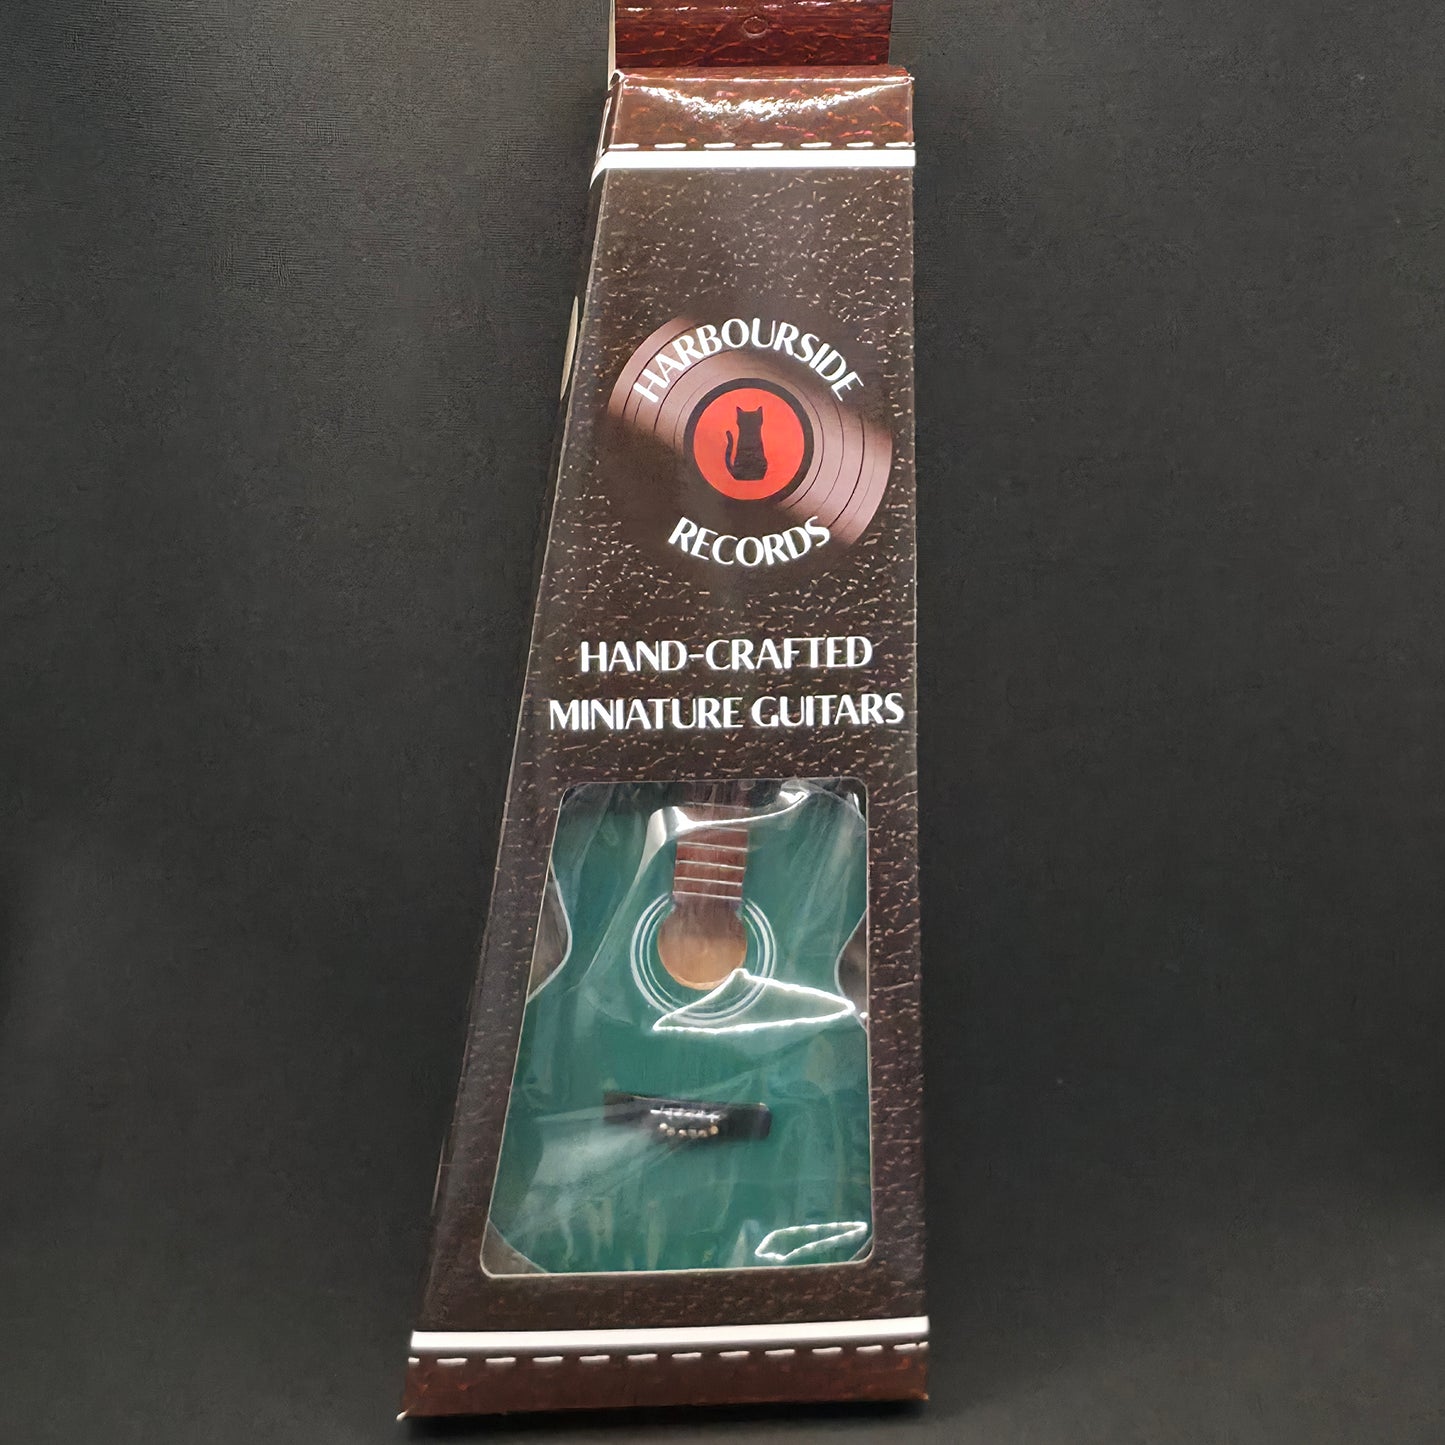 HARBOURSIDE
RECORDS
HAND-CRAFTED
MINIATURE GUITARS